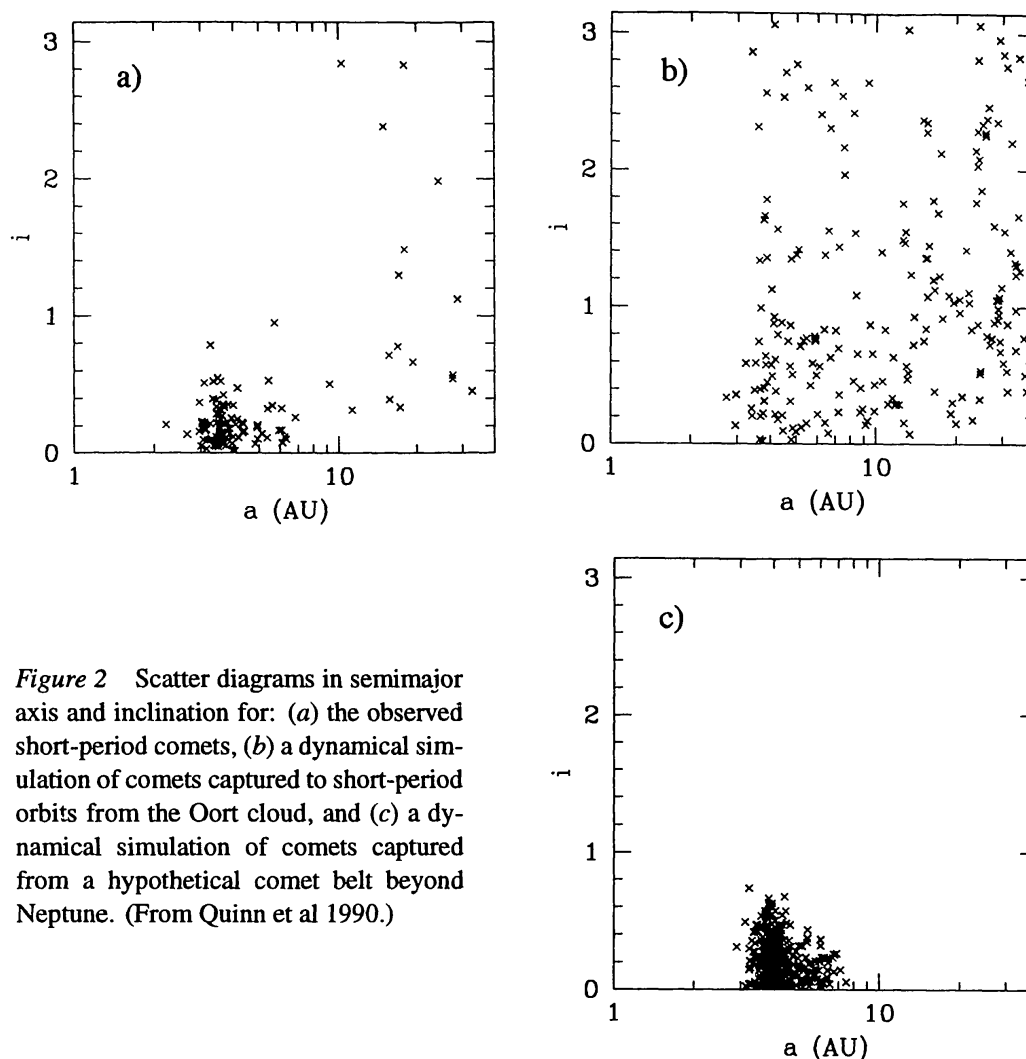 3
a)
2
i
1
0
1
10
a (AU)
3
b)
2
i
1
0
1
10
a (AU)
3
c)
2
i
1
0
1
10
a (AU)
Figure 2 Scatter diagrams in semimajor
axis and inclination for: (a) the observed
short-period comets, (b) a dynamical sim-
ulation of comets captured to short-period
orbits from the Oort cloud, and (c) a dy-
namical simulation of comets captured
from a hypothetical comet belt beyond
Neptune. (From Quinn et al 1990.)